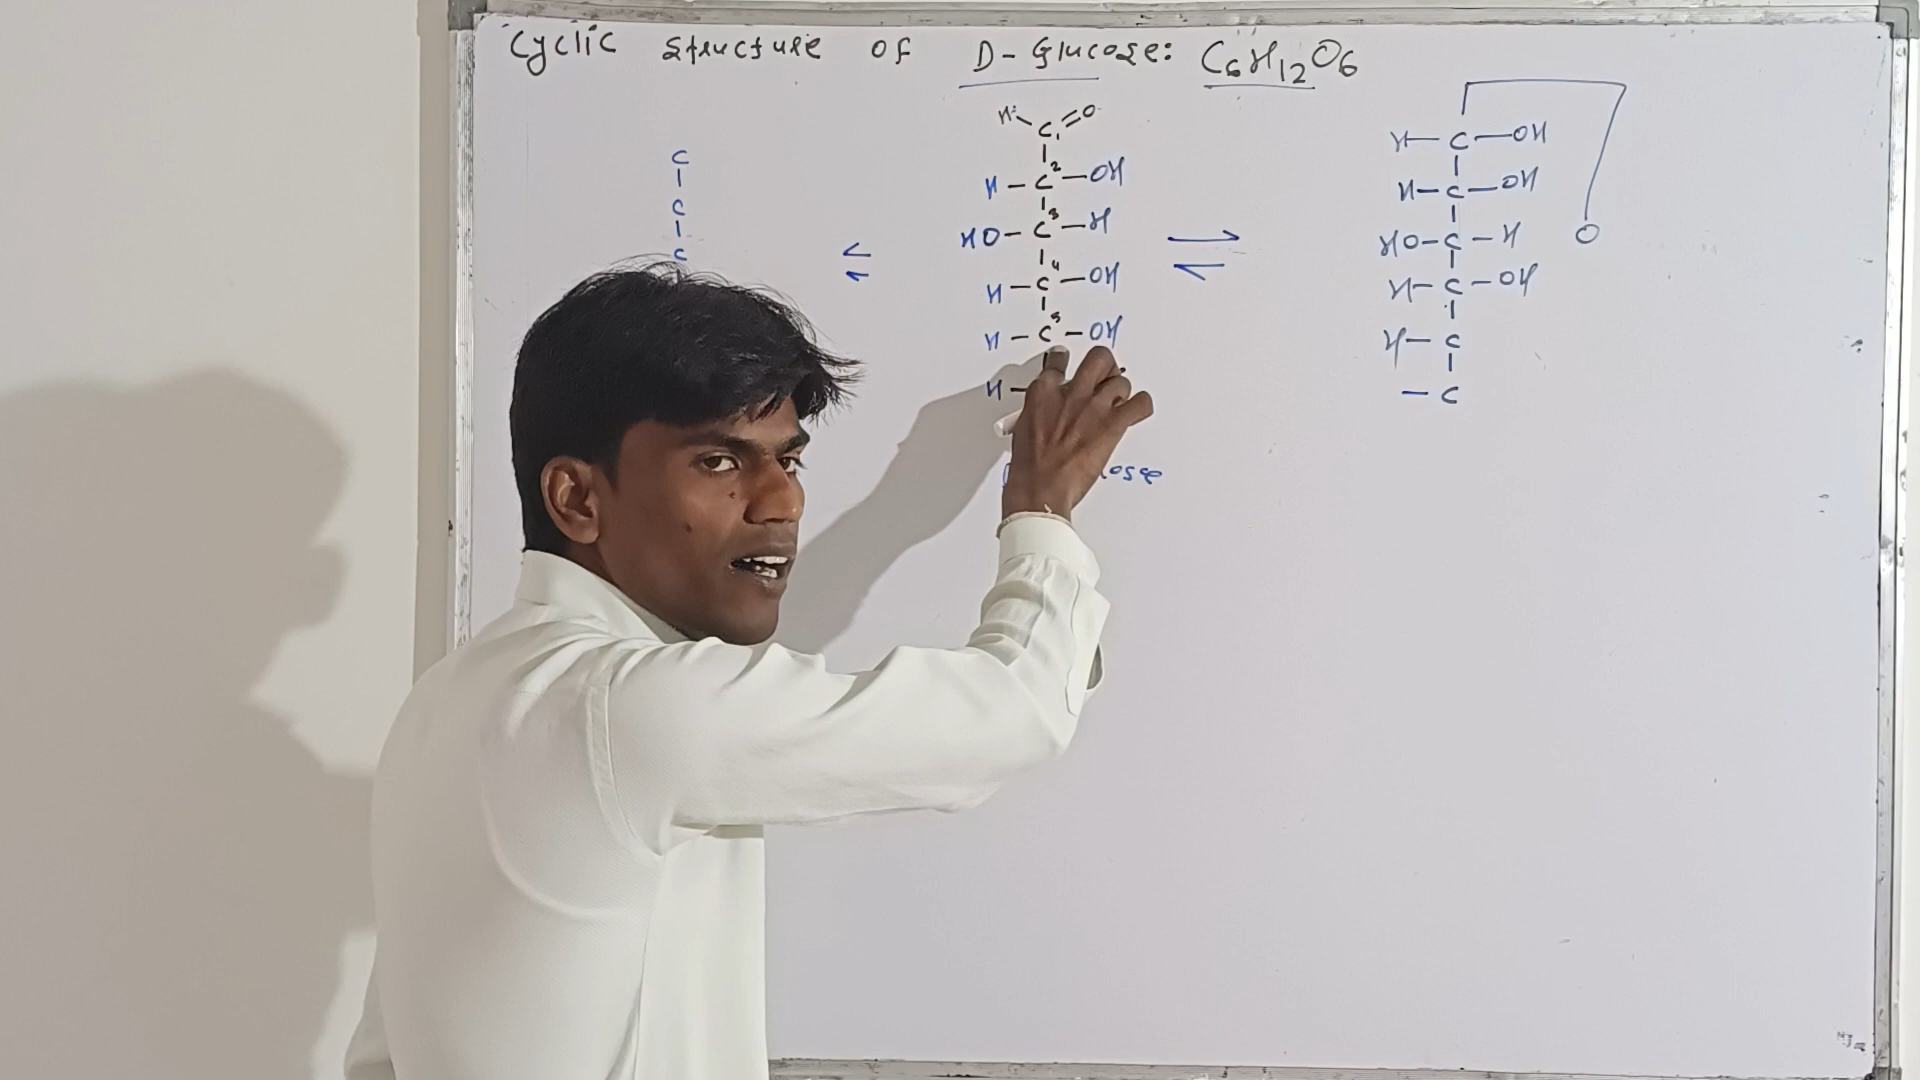 Cyclic structure of D-Glucose: C6H12O6
H C1 =O
H - C2 - OH
HO - C3 - H
H - C4 - OH
H - C5 - OH
H -
ose
C
C
C
H - C - OH
H - C - OH
HO - C - H O
H - C - OH
H - C
- C